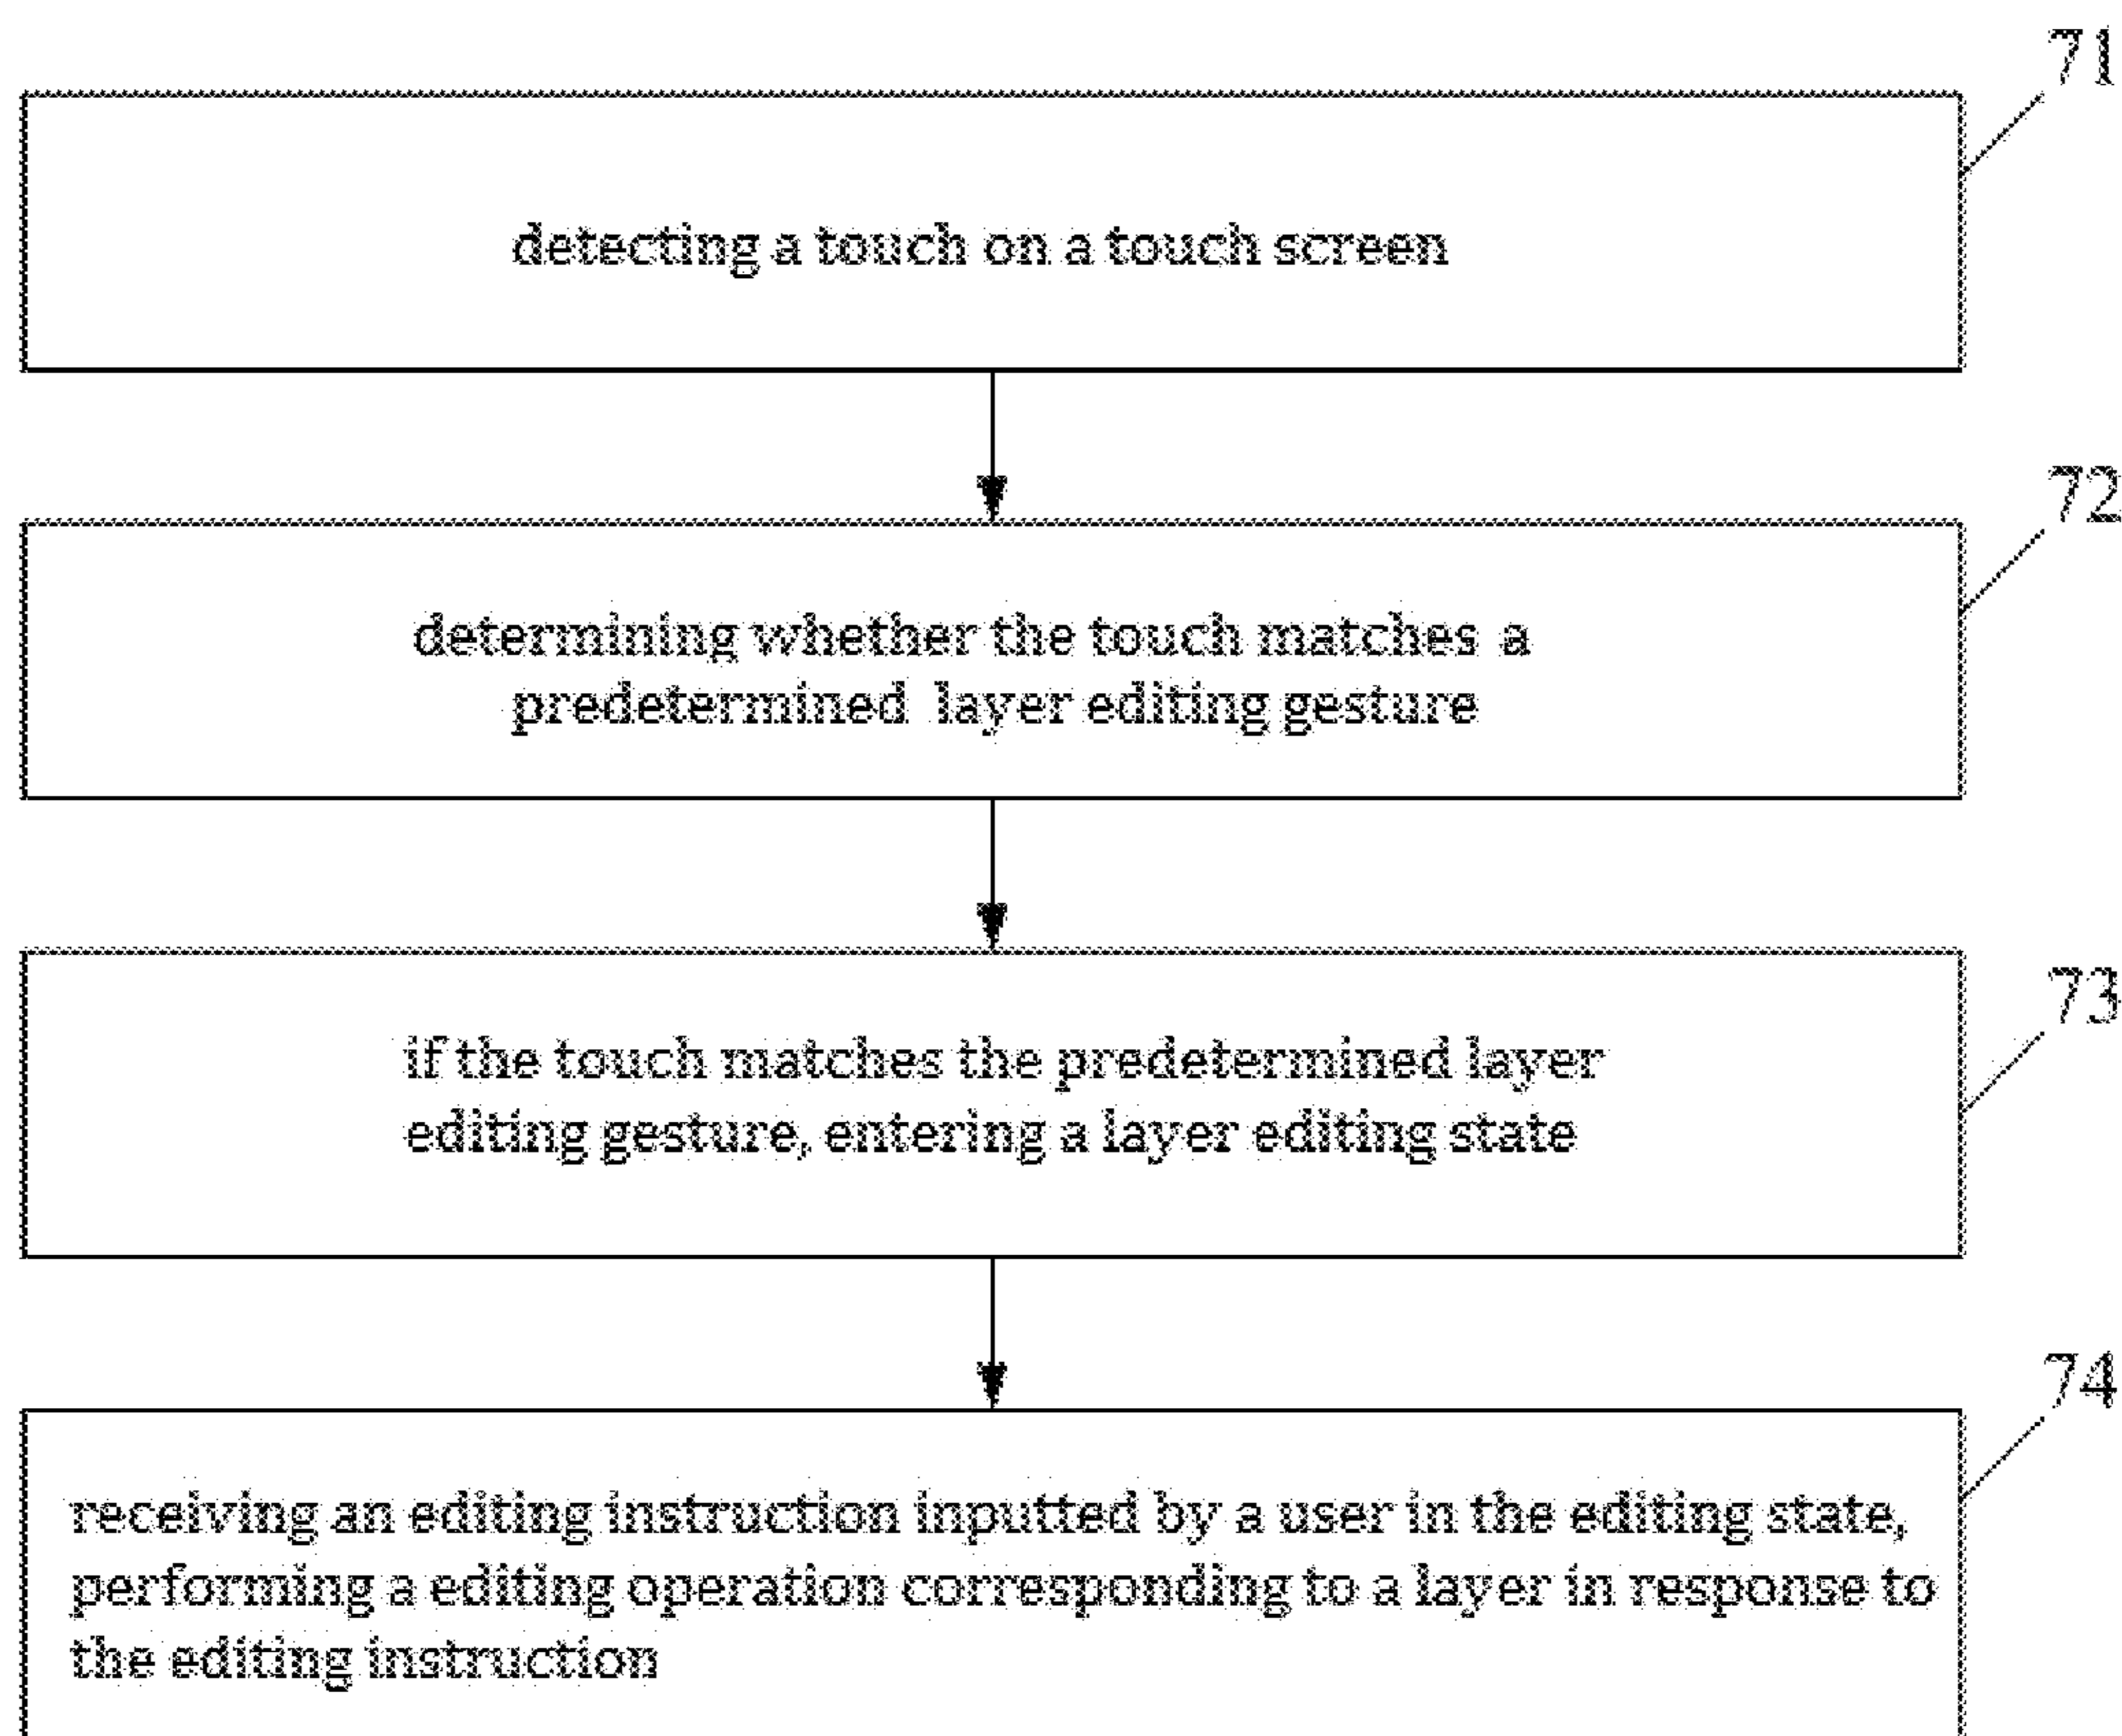 71
detecting a touch on a touch screen
72
determining whether the touch matches a
predetermined layer editing gesture
73
if the touch matches the predetermined layer
editing gesture, entering a layer editing state
74
receiving an editing instruction inputted by a user in the editing state,
performing a editing operation corresponding to a layer in response to
the editing instruction